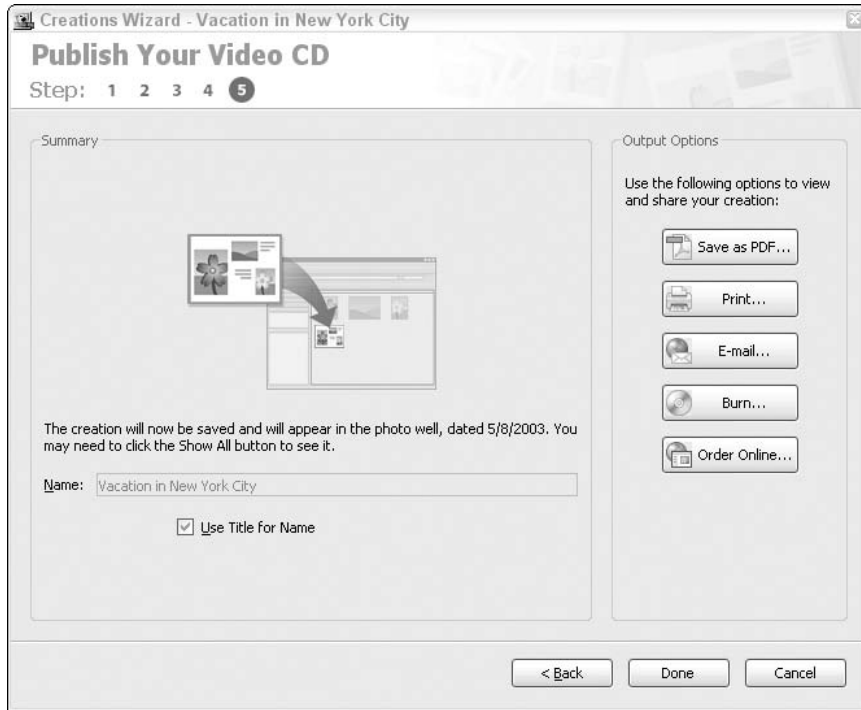 Creations Wizard - Vacation in New York City
Publish Your Video CD
Step: 1 2 3 4 5
Summary
The creation will now be saved and will appear in the photo well, dated 5/8/2003. You
may need to click the Show All button to see it.
Name: Vacation in New York City
Use Title for Name
Output Options
Use the following options to view
and share your creation:
Save as PDF...
Print...
E-mail...
Burn...
Order Online...
< Back
Done
Cancel